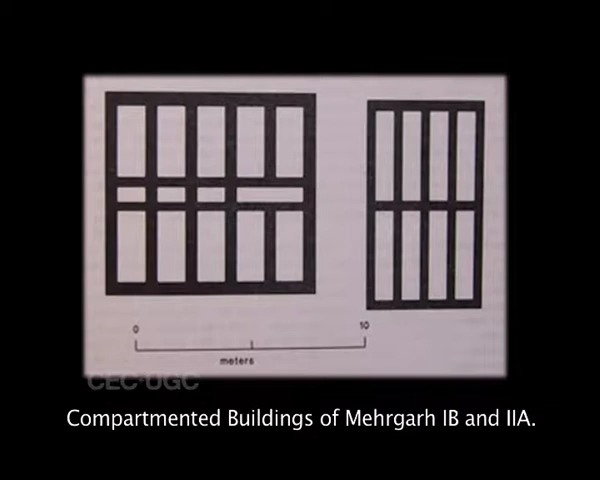 0
10
meters
CEC-UGC
Compartmented Buildings of Mehrgarh IB and IIA.